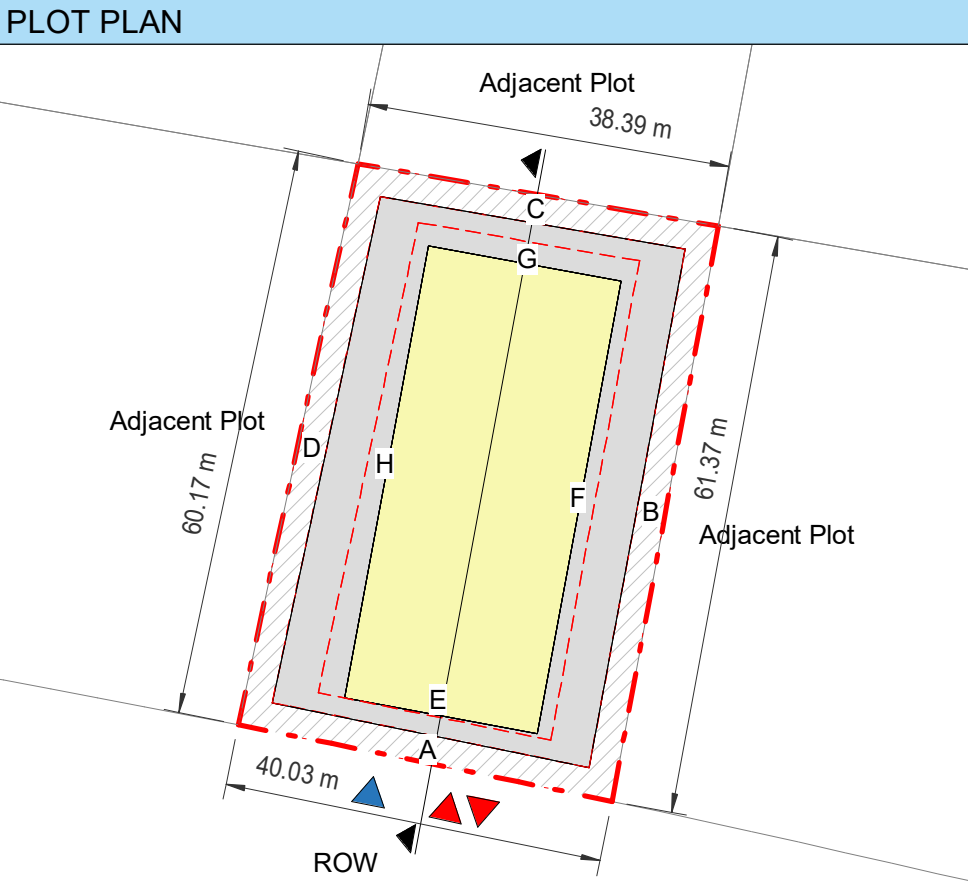 PLOT PLAN
Adjacent Plot
38.39 m
C
G
Adjacent Plot
D
H
60.17 m
F
B
61.37 m
Adjacent Plot
E
A
40.03 m
ROW